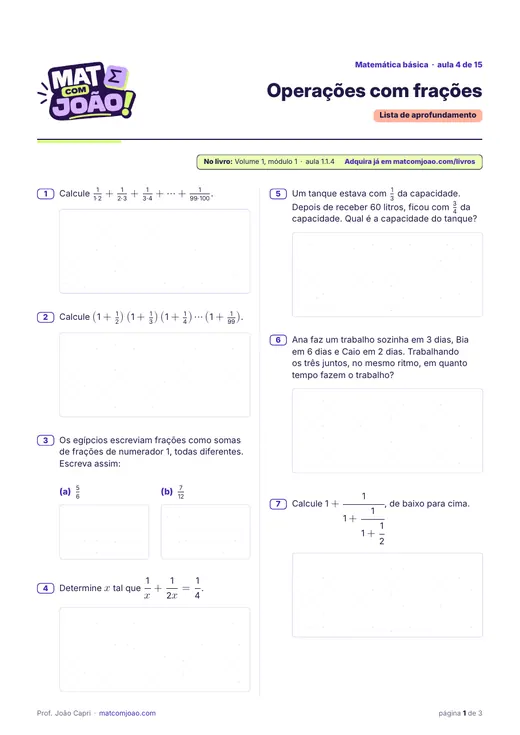 MAT Σ
COM
JOÃO!
Matemática básica · aula 4 de 15
Operações com frações
Lista de aprofundamento
No livro: Volume 1, módulo 1 · aula 1.1.4 Adquira já em matcomjoao.com/livros
1 Calcule 1/(1·2) + 1/(2·3) + 1/(3·4) + ··· + 1/(99·100).
2 Calcule (1 + 1/2) (1 + 1/3) (1 + 1/4) ··· (1 + 1/99).
3 Os egípcios escreviam frações como somas
de frações de numerador 1, todas diferentes.
Escreva assim:
(a) 5/6 (b) 7/12
4 Determine x tal que 1/x + 1/2x = 1/4.
5 Um tanque estava com 1/3 da capacidade.
Depois de receber 60 litros, ficou com 3/4 da
capacidade. Qual é a capacidade do tanque?
6 Ana faz um trabalho sozinha em 3 dias, Bia
em 6 dias e Caio em 2 dias. Trabalhando
os três juntos, no mesmo ritmo, em quanto
tempo fazem o trabalho?
7 Calcule 1 + 1/(1 + 1/(1 + 1/2)), de baixo para cima.
Prof. João Capri · matcomjoao.com
página 1 de 3